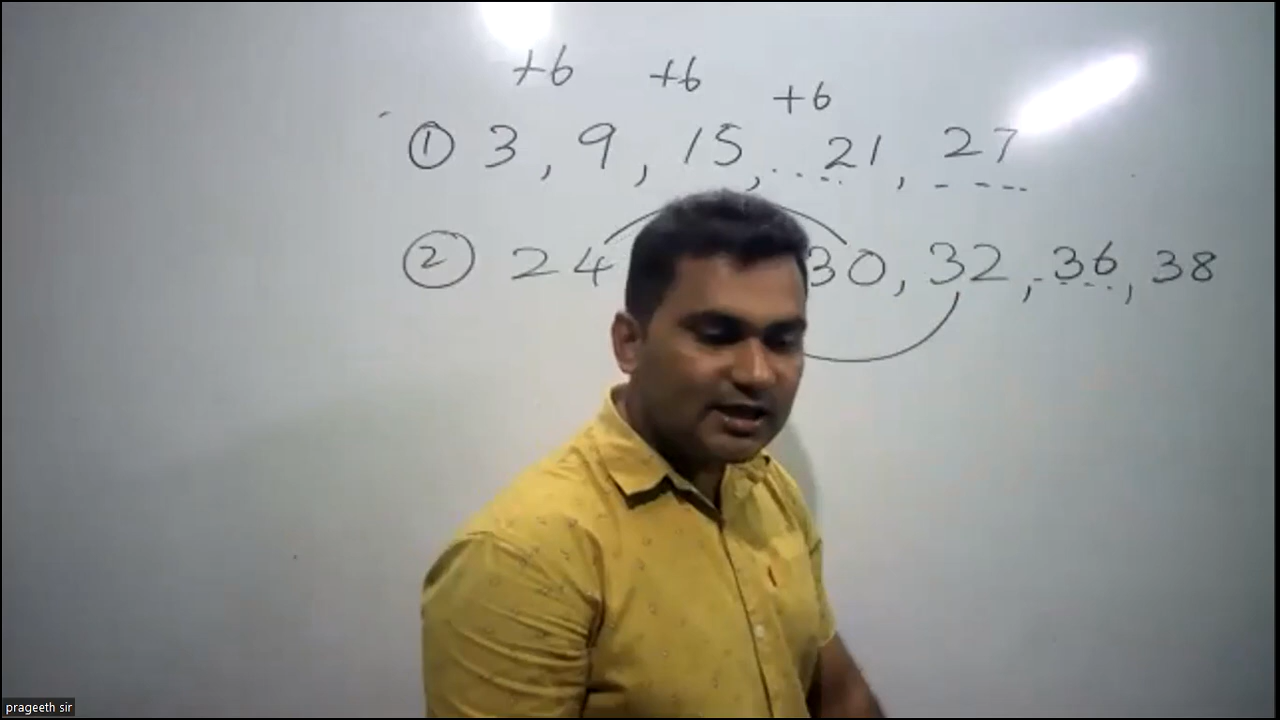 +6 +6 +6
① 3, 9, 15, .... 21, 27
② 24 30, 32, 36, 38
prageeth sir